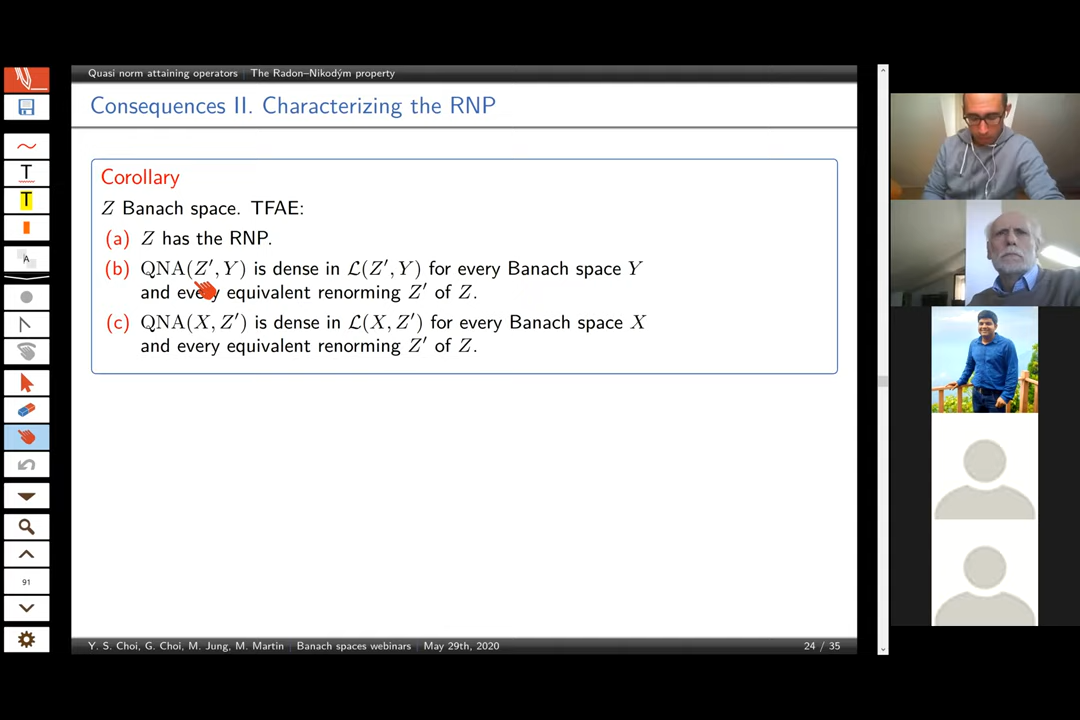 Quasi norm attaining operators | The Radon–Nikodým property
Consequences II. Characterizing the RNP
Corollary
Z Banach space. TFAE:
(a) Z has the RNP.
(b) QNA(Z′, Y) is dense in ℒ(Z′, Y) for every Banach space Y
and every equivalent renorming Z′ of Z.
(c) QNA(X, Z′) is dense in ℒ(X, Z′) for every Banach space X
and every equivalent renorming Z′ of Z.
T
T
A
91
Y. S. Choi, G. Choi, M. Jung, M. Martin | Banach spaces webinars | May 29th, 2020
24 / 35